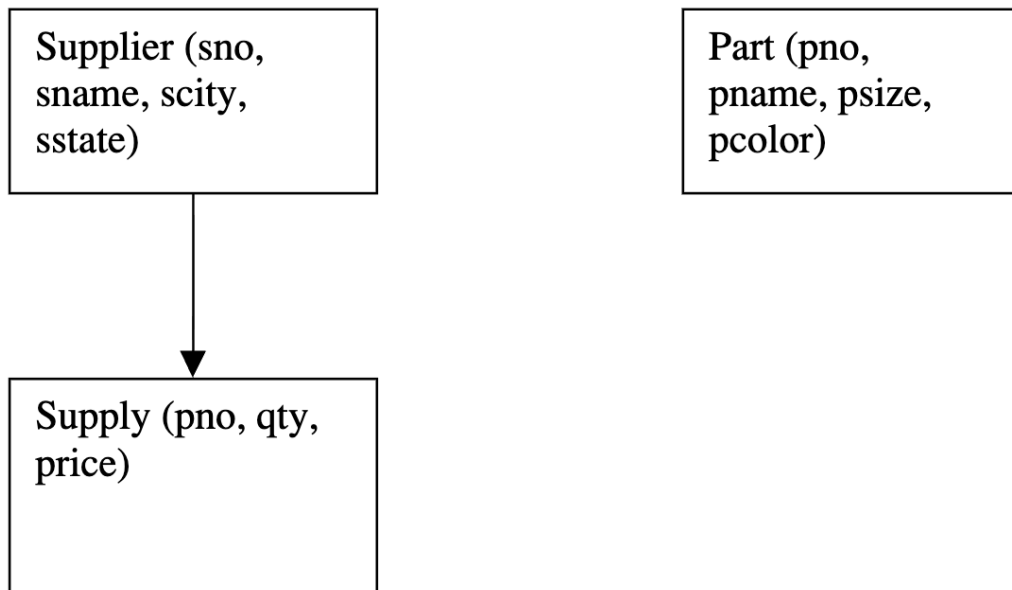 Supplier (sno,
sname, scity,
sstate)
Part (pno,
pname, psize,
pcolor)
Supply (pno, qty,
price)